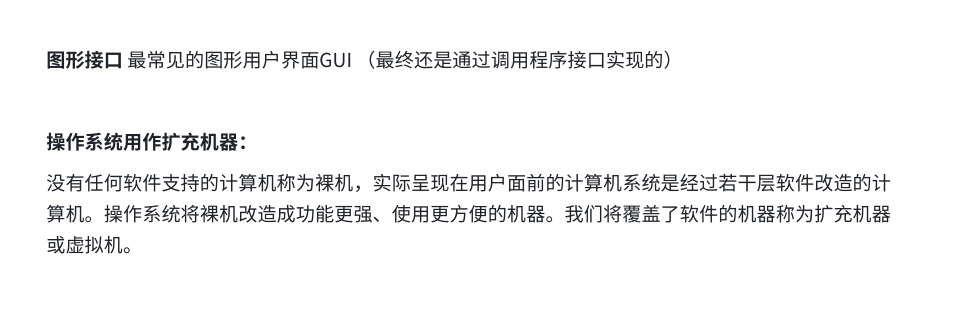 图形接口 最常见的图形用户界面GUI （最终还是通过调用程序接口实现的）
操作系统用作扩充机器：
没有任何软件支持的计算机称为裸机，实际呈现在用户面前的计算机系统是经过若干层软件改造的计
算机。操作系统将裸机改造成功能更强、使用更方便的机器。我们将覆盖了软件的机器称为扩充机器
或虚拟机。